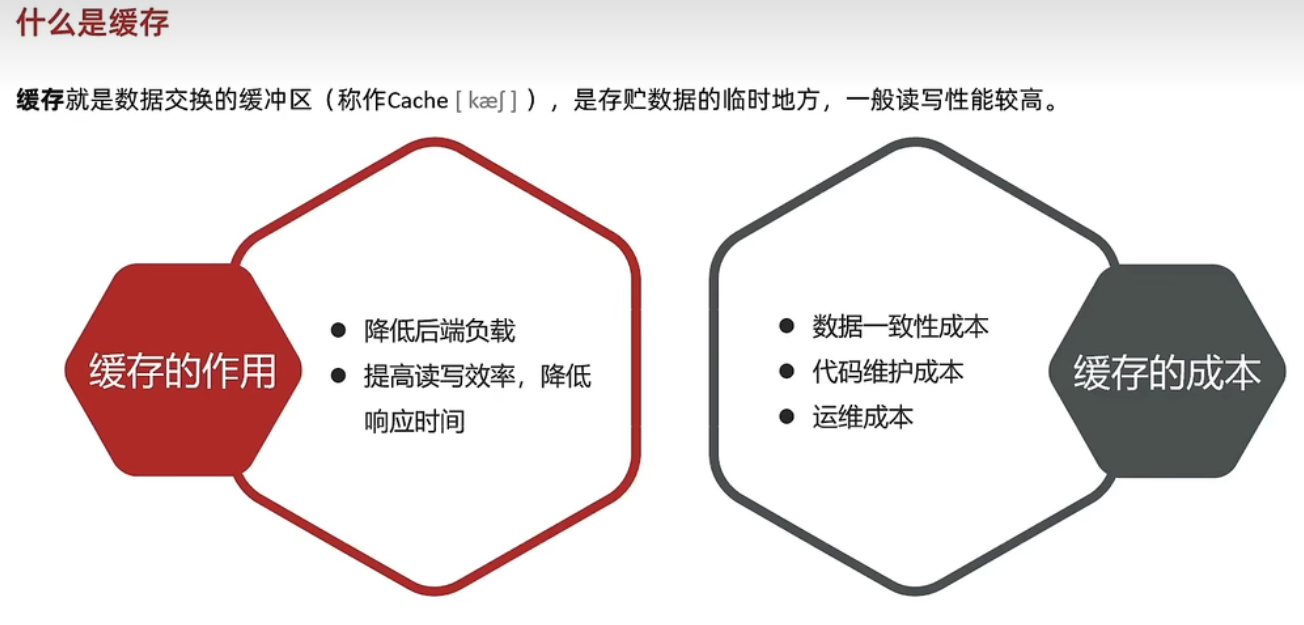 什么是缓存
缓存就是数据交换的缓冲区（称作Cache [ kæʃ ] ），是存贮数据的临时地方，一般读写性能较高。
缓存的作用
● 降低后端负载
● 提高读写效率，降低
响应时间
● 数据一致性成本
● 代码维护成本
● 运维成本
缓存的成本